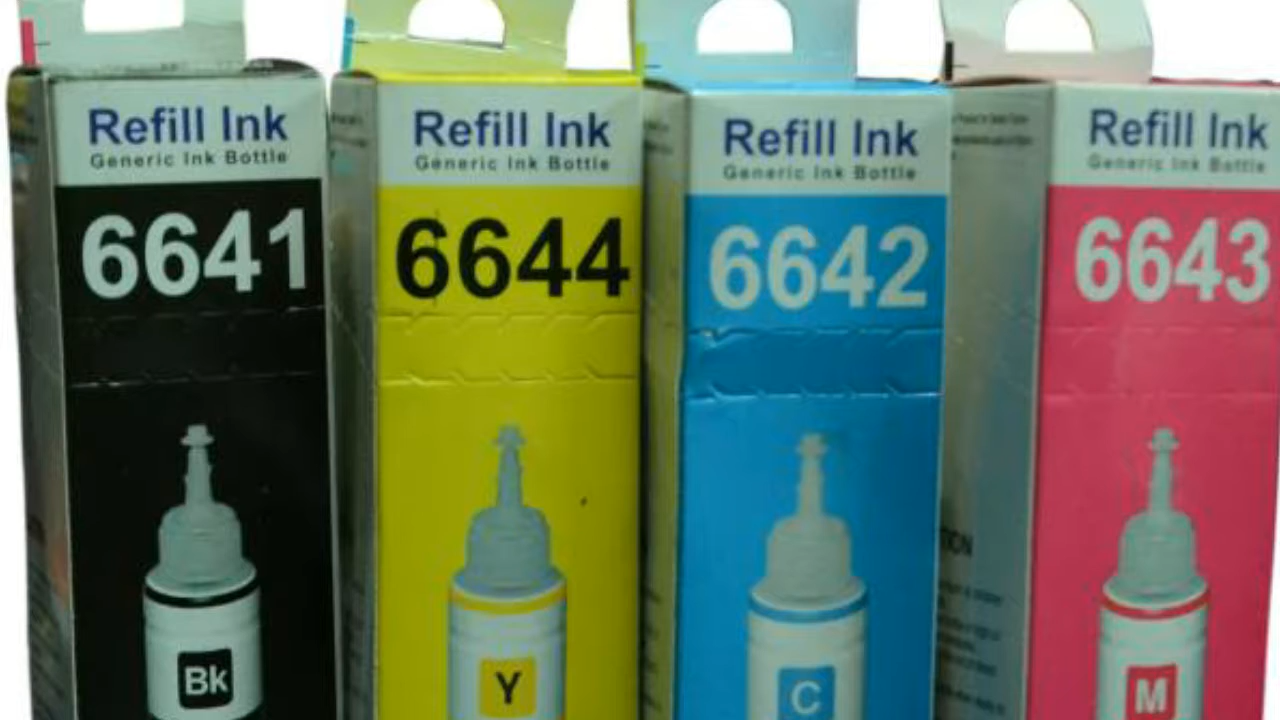 Refill Ink
Generic Ink Bottle
6641
Bk
Refill Ink
Generic Ink Bottle
6644
Y
Refill Ink
Generic Ink Bottle
6642
C
Refill Ink
Generic Ink Bottle
6643
M